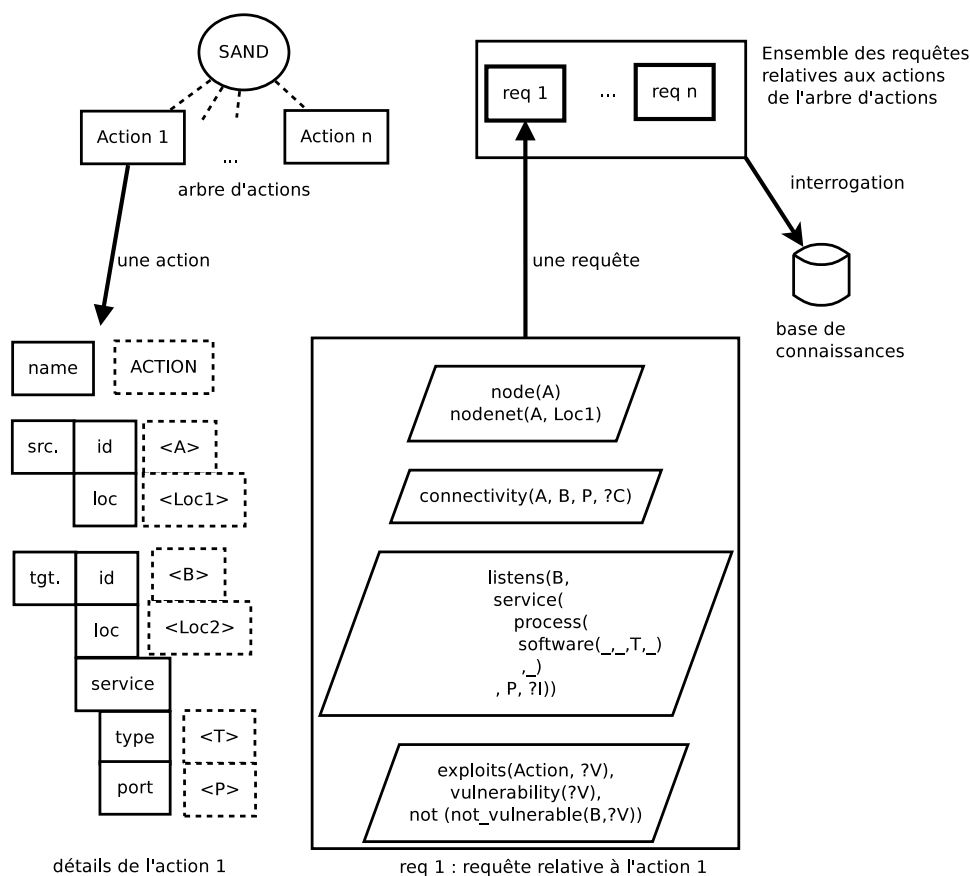 SAND
Action 1
...
Action n
arbre d'actions
une action
name
ACTION
src.
id
<A>
loc
<Loc1>
tgt.
id
<B>
loc
<Loc2>
service
type
<T>
port
<P>
détails de l'action 1
req 1
...
req n
Ensemble des requêtes
relatives aux actions
de l'arbre d'actions
interrogation
une requête
base de
connaissances
node(A)
nodenet(A, Loc1)
connectivity(A, B, P, ?C)
listens(B,
service(
process(
software(_,_,T,_)
,_)
, P, ?I))
exploits(Action, ?V),
vulnerability(?V),
not (not_vulnerable(B,?V))
req 1 : requête relative à l'action 1